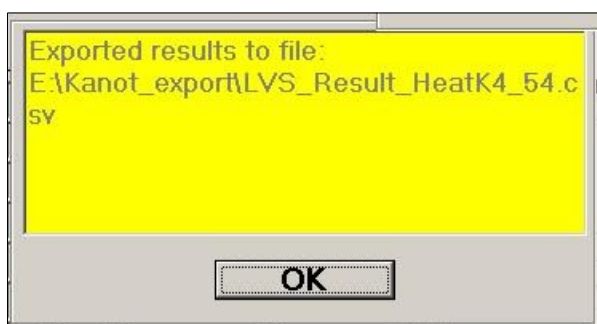 Exported results to file:
E:\Kanot_export\LVS_Result_HeatK4_54.c
sv
OK